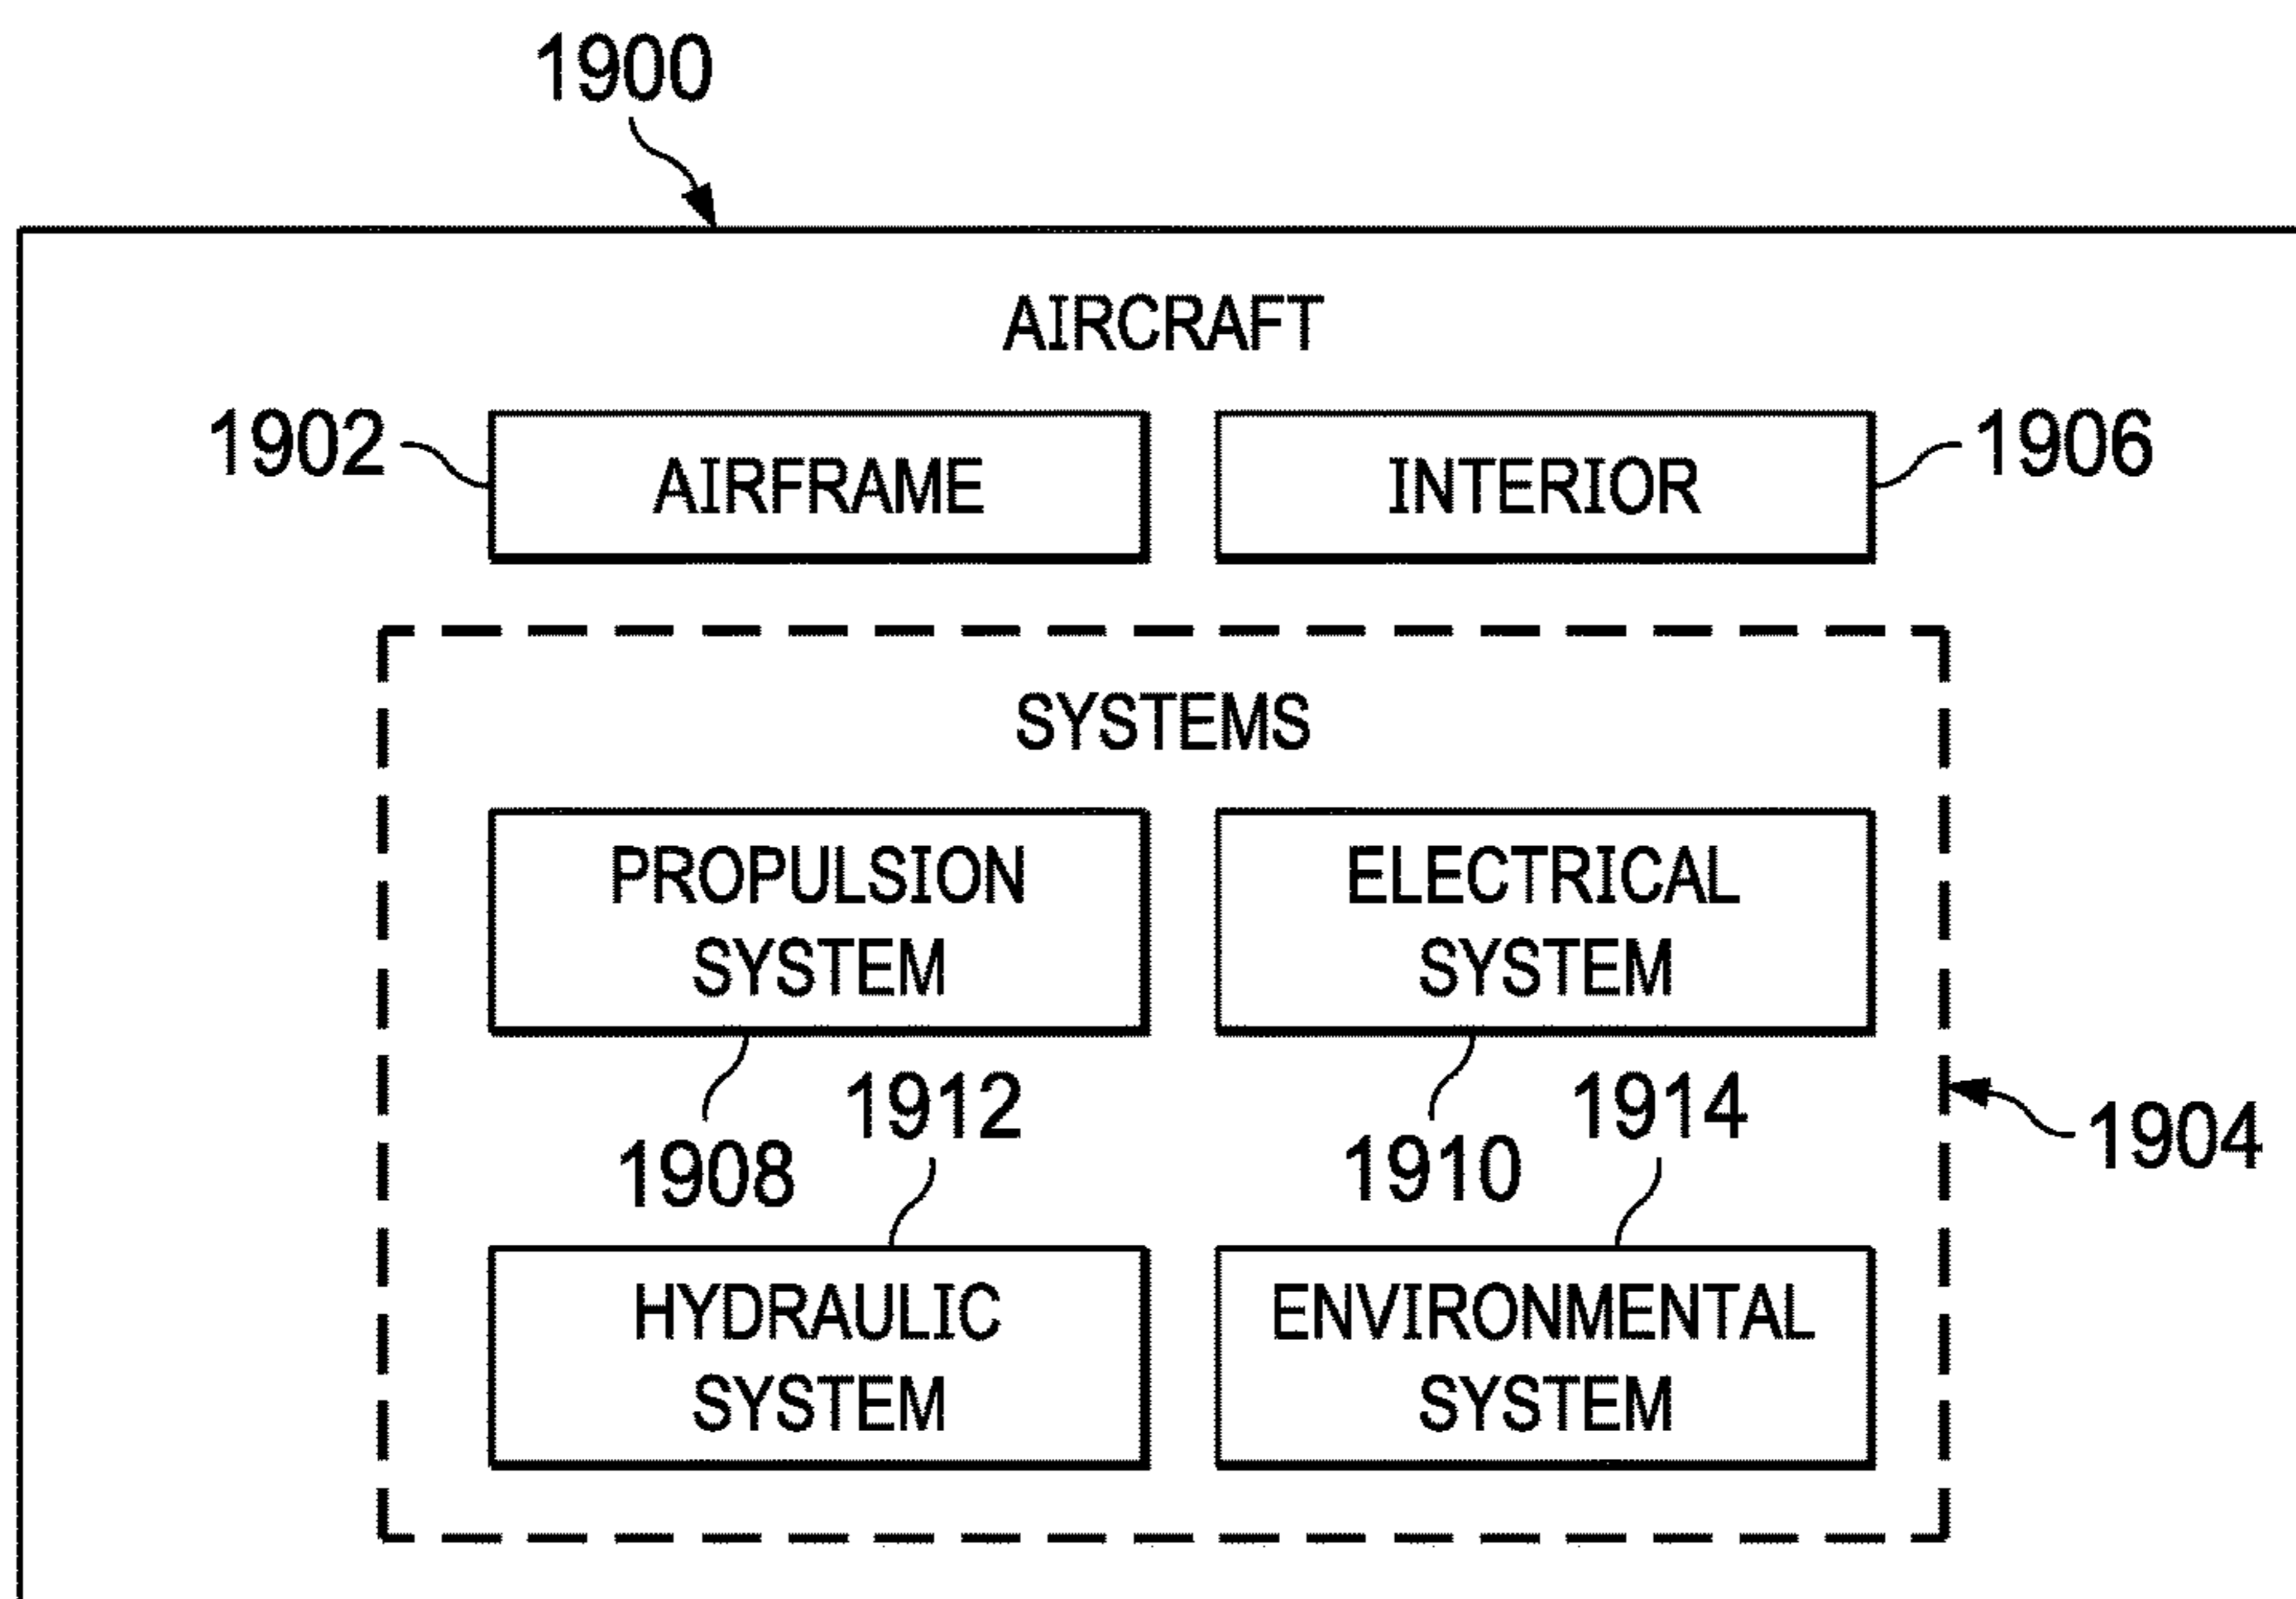 1900
AIRCRAFT
1902
AIRFRAME
INTERIOR
1906
SYSTEMS
PROPULSION
SYSTEM
ELECTRICAL
SYSTEM
1908
1912
1910
1914
1904
HYDRAULIC
SYSTEM
ENVIRONMENTAL
SYSTEM